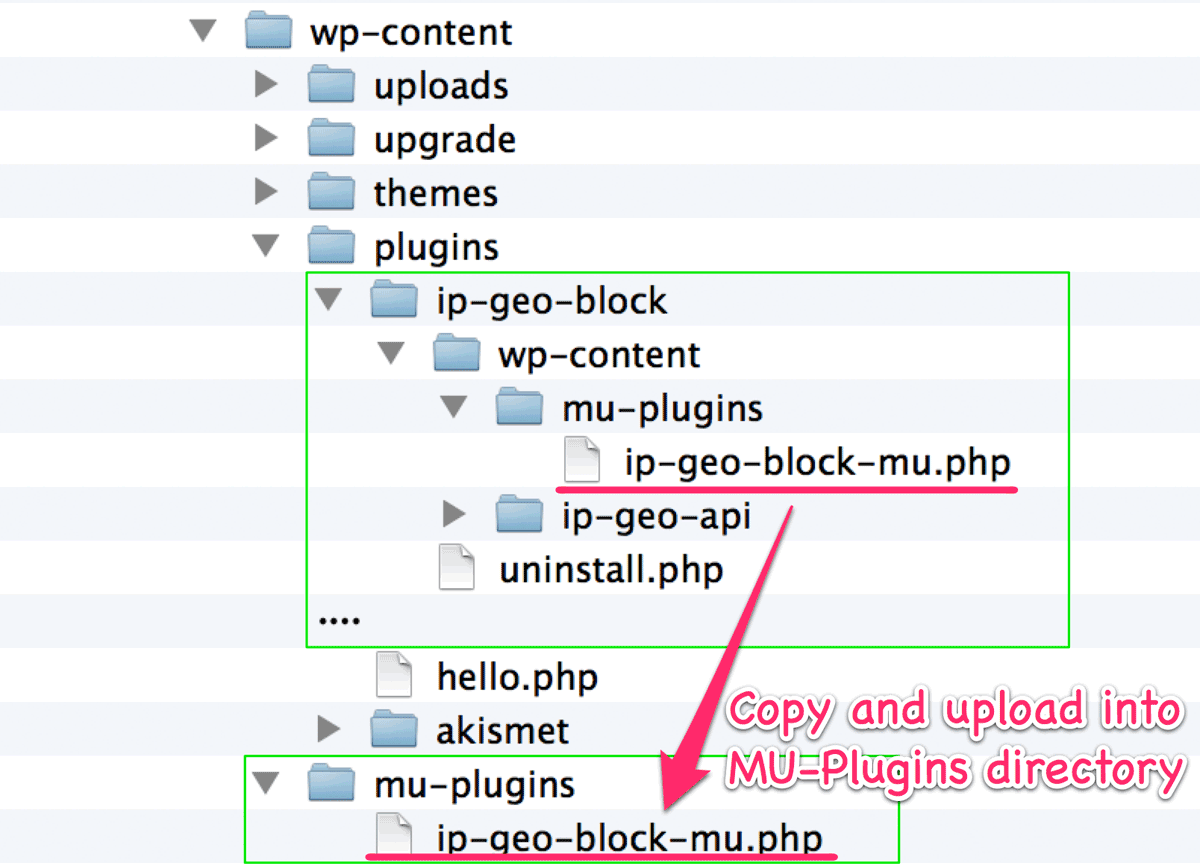 wp-content
uploads
upgrade
themes
plugins
ip-geo-block
wp-content
mu-plugins
ip-geo-block-mu.php
ip-geo-api
uninstall.php
....
hello.php
akismet
Copy and upload into
MU-Plugins directory
mu-plugins
ip-geo-block-mu.php